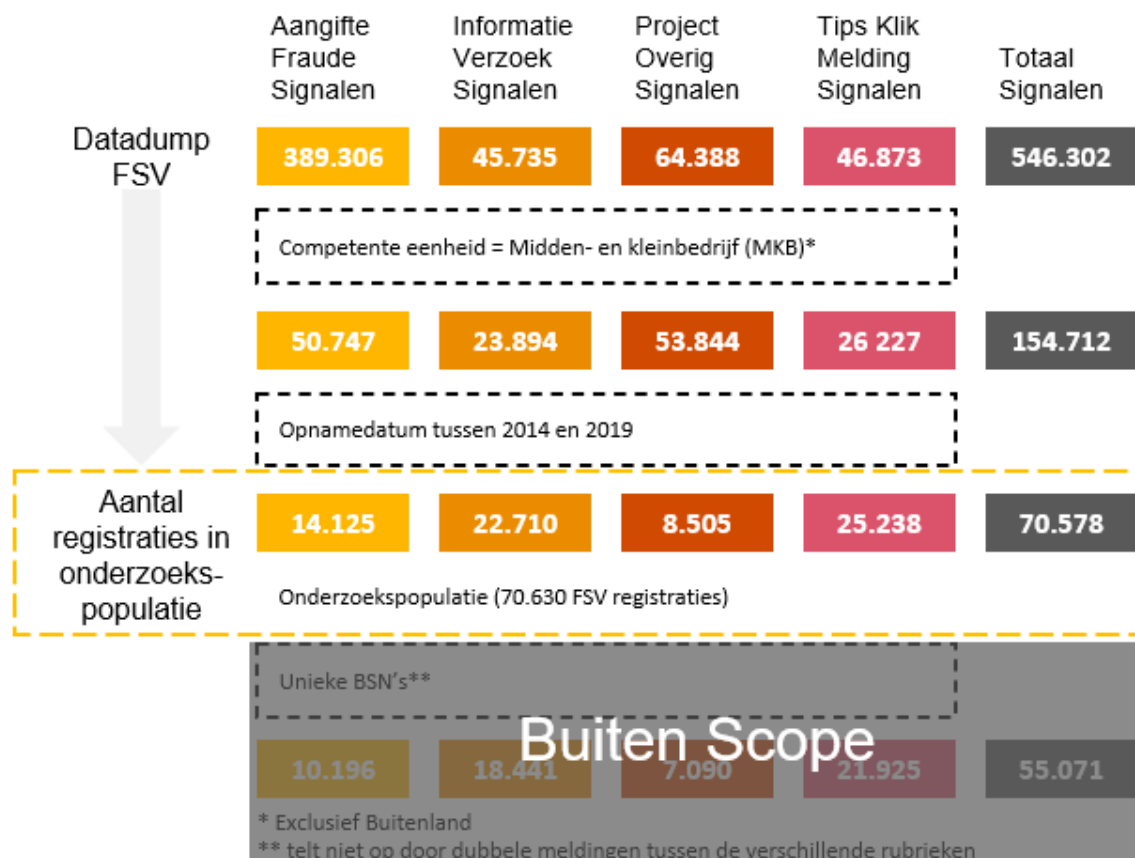 Aangifte Fraude Signalen
Informatie Verzoek Signalen
Project Overig Signalen
Tips Klik Melding Signalen
Totaal Signalen
Datadump FSV
389.306 45.735 64.388 46.873 546.302
Competente eenheid = Midden- en kleinbedrijf (MKB)*
50.747 23.894 53.844 26 227 154.712
Opnamedatum tussen 2014 en 2019
Aantal
registraties in
onderzoeks-
populatie
14.125 22.710 8.505 25.238 70.578
Onderzoekspopulatie (70.630 FSV registraties)
Unieke BSN's**
Buiten Scope
10.196 18.441 7.090 21.925 55.071
* Exclusief Buitenland
** telt niet op door dubbele meldingen tussen de verschillende rubrieken